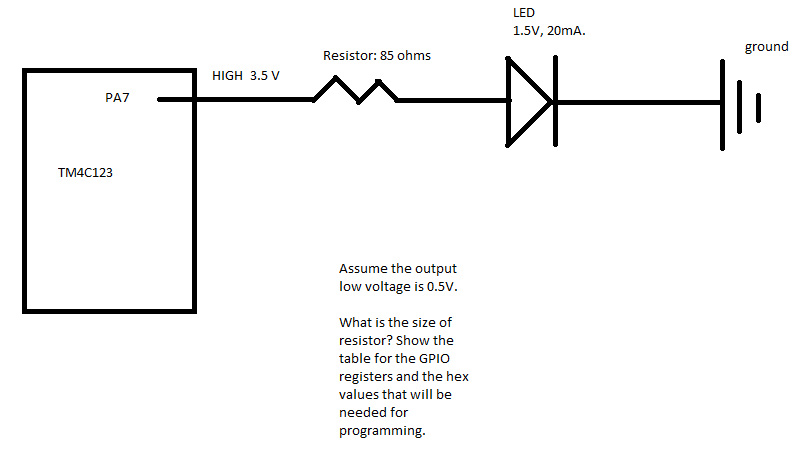 LED
1.5V, 20mA.
ground
Resistor: 85 ohms
HIGH 3.5 V
PA7
TM4C123
Assume the output
low voltage is 0.5V.
What is the size of
resistor? Show the
table for the GPIO
registers and the hex
values that will be
needed for
programming.